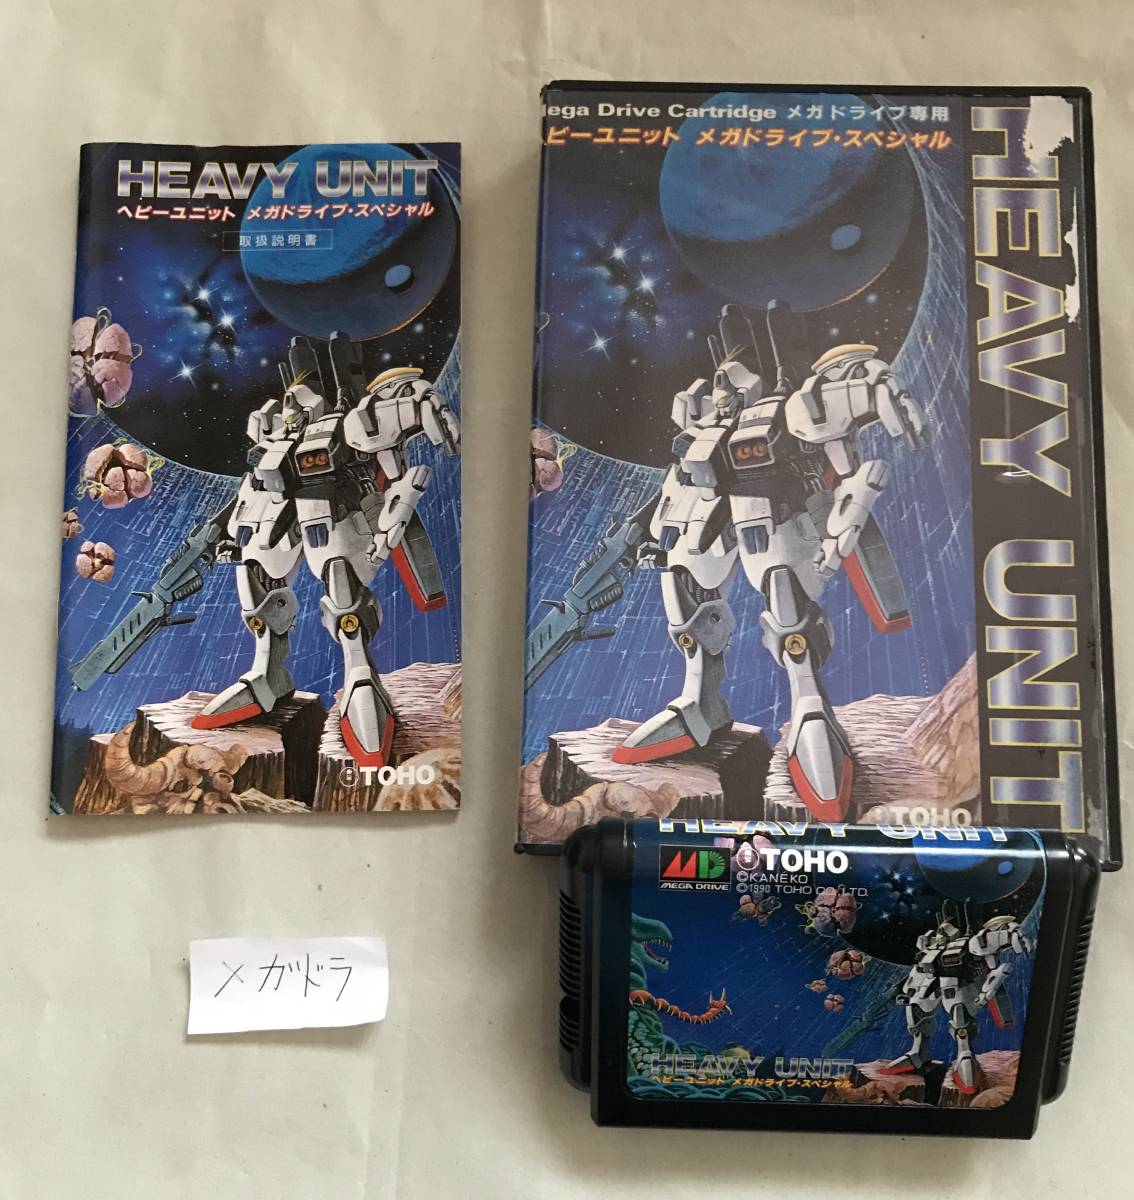 HEAVY UNIT
ヘビーユニット メガドライブ・スペシャル
取扱説明書
TOHO
ega Drive Cartridge メガドライブ専用
ビーユニット メガドライブ・スペシャル
HEAVY UNIT
TOHO
メガドラ
HEAVY UNIT
MD
MEGA DRIVE
TOHO
©KANEKO
©1990 TOHO CO., LTD.
HEAVY UNIT
ヘビーユニット メガドライブ・スペシャル